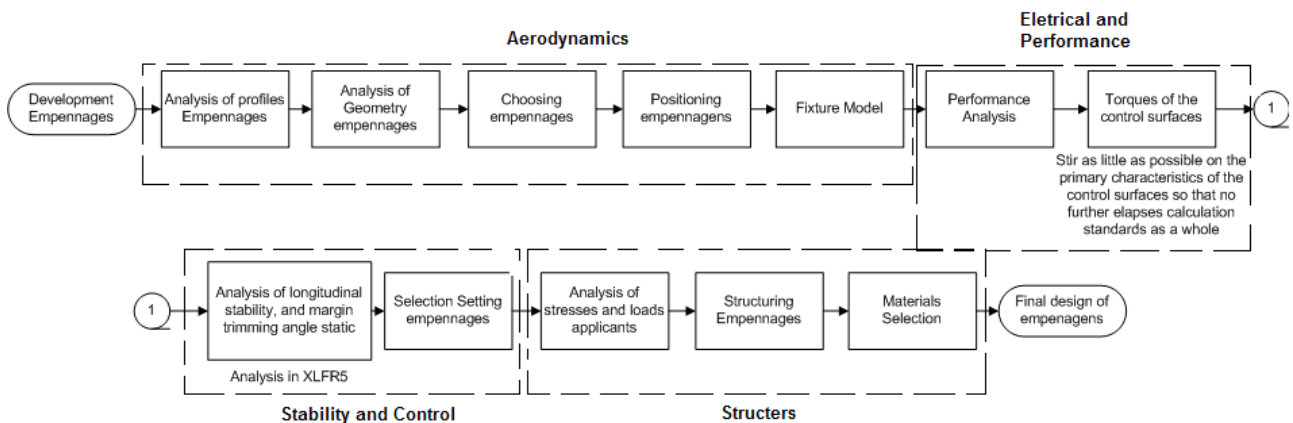 Aerodynamics
Eletrical and
Performance
Development
Empennages
Analysis of profiles
Empennages
Analysis of
Geometry
empennages
Choosing
empennages
Positioning
empennagens
Fixture Model
Performance
Analysis
Torques of the
control surfaces
1
Stir as little as possible on the
primary characteristics of the
control surfaces so that no
further elapses calculation
standards as a whole
1
Analysis of longitudinal
stability, and margin
trimming angle static
Analysis in XLFR5
Selection Setting
empennages
Analysis of
stresses and loads
applicants
Structuring
Empennages
Materials
Selection
Final design of
empenagens
Stability and Control
Structers